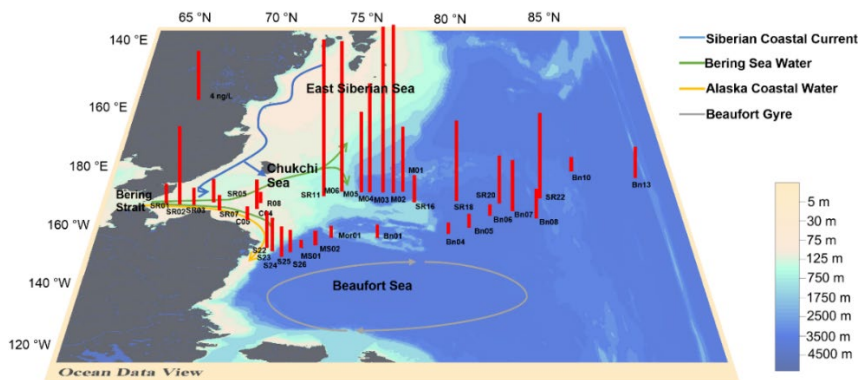 65 °N 70 °N 75 °N 80 °N 85 °N
140 °E
Siberian Coastal Current
Bering Sea Water
Alaska Coastal Water
Beaufort Gyre
East Siberian Sea
4 ng/L
160 °E
180 °E
Chukchi
Sea
M01
Bn10
Bn13
Bering
Strait
SR01
SR02
SR03
SR05
SR07
R08
C04
C05
SR11
M06
M05
M04
M03
M02
SR16
SR18
SR20
SR22
Bn06
Bn07
Bn08
160 °W
S22
S23
S24
S25
S26
MS01
MS02
Mor01
Bn01
Bn04
Bn05
140 °W
Beaufort Sea
120 °W
5 m
30 m
75 m
125 m
750 m
1750 m
2500 m
3500 m
4500 m
Ocean Data View